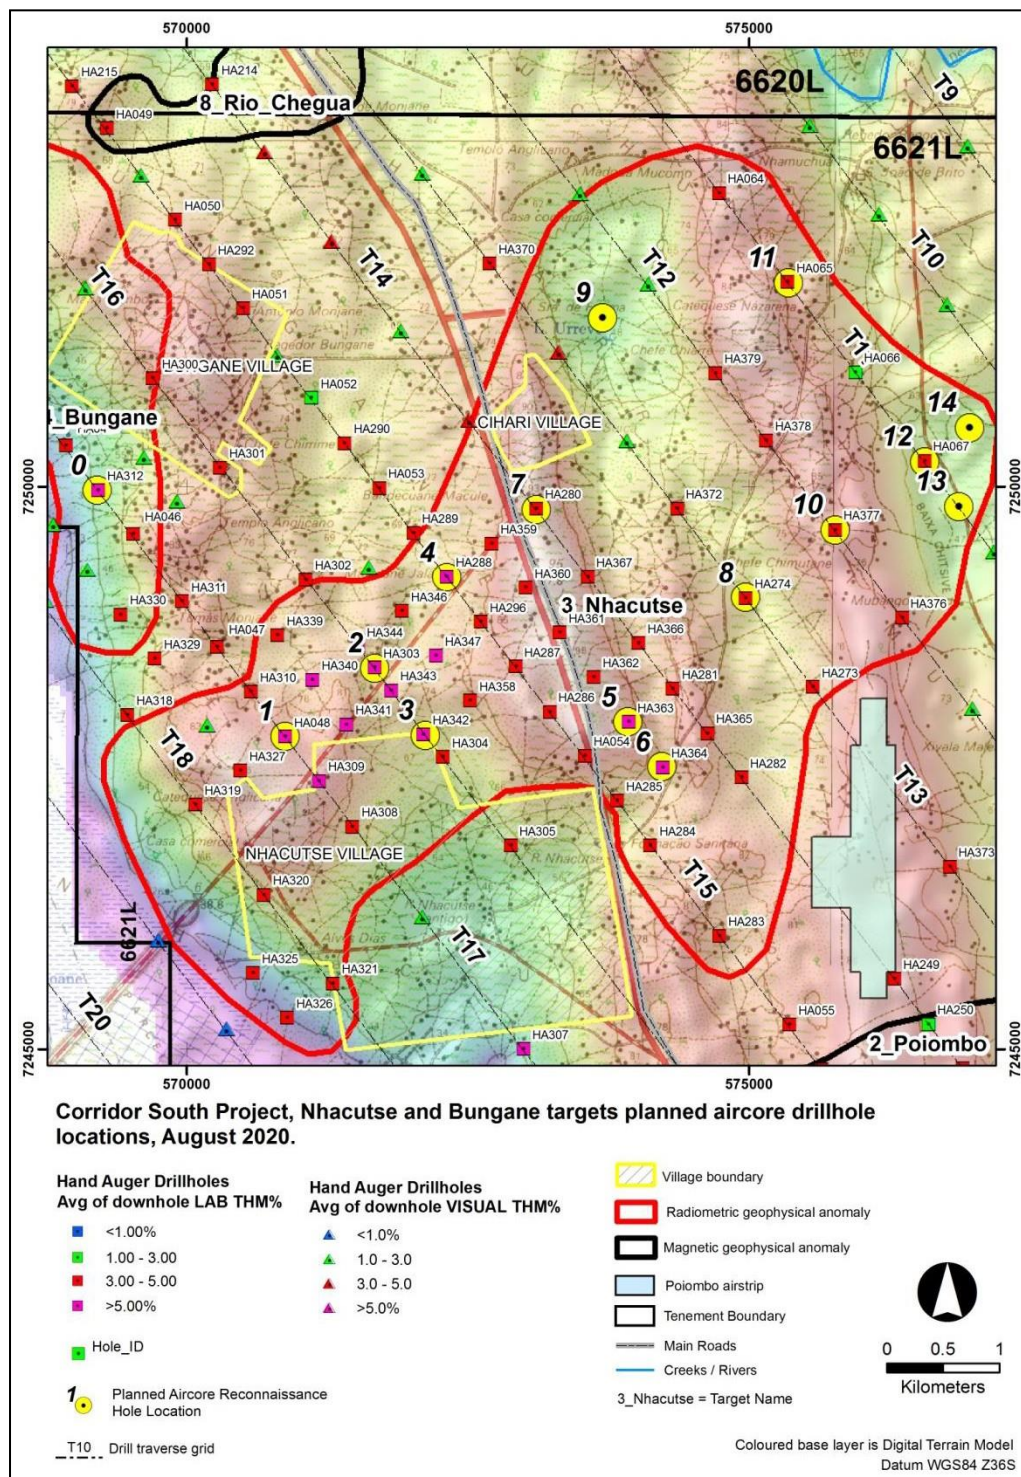 570000
575000
HA215
HA214
8_Rio_Chegua
HA049
6620L
T9
6621L
Templo Anglicano
Nhamuchua
Casa comercial
HA050
HA064
T10
HA292
T14
HA370
T12
11
HA065
T16
HA051
9
HA066
HA300
HA379
HA052
CIHARI VILLAGE
14
4_Bungane
HA290
HA378
12
HA067
0
HA312
HA301
HA053
7
HA280
HA372
13
7250000
7250000
HA046
HA289
HA359
10
HA377
4
HA288
HA367
HA302
HA360
8
HA274
HA311
HA330
HA346
HA296
3_Nhacutse
HA376
HA047
HA339
HA344
HA347
HA361
HA366
HA329
2
HA303
HA287
HA340
HA362
HA310
HA343
HA281
HA273
HA318
HA358
HA286
5
HA363
1
HA048
HA341
3
HA342
HA365
T18
HA327
HA304
HA054
6
HA364
HA309
HA282
T13
HA319
HA285
HA308
HA305
HA284
NHACUTSE VILLAGE
HA373
HA320
T15
6621L
T17
HA283
HA325
HA321
HA249
T20
HA326
HA055
HA250
HA307
2_Poiombo
7245000
7245000
570000
575000
Corridor South Project, Nhacutse and Bungane targets planned aircore drillhole
locations, August 2020.
Hand Auger Drillholes
Avg of downhole LAB THM%
<1.00%
1.00 - 3.00
3.00 - 5.00
>5.00%
Hole_ID
1 Planned Aircore Reconnaissance
Hole Location
T10 Drill traverse grid
Hand Auger Drillholes
Avg of downhole VISUAL THM%
<1.0%
1.0 - 3.0
3.0 - 5.0
>5.0%
Village boundary
Radiometric geophysical anomaly
Magnetic geophysical anomaly
Poiombo airstrip
Tenement Boundary
Main Roads
Creeks / Rivers
3_Nhacutse = Target Name
0 0.5 1
Kilometers
Coloured base layer is Digital Terrain Model
Datum WGS84 Z36S